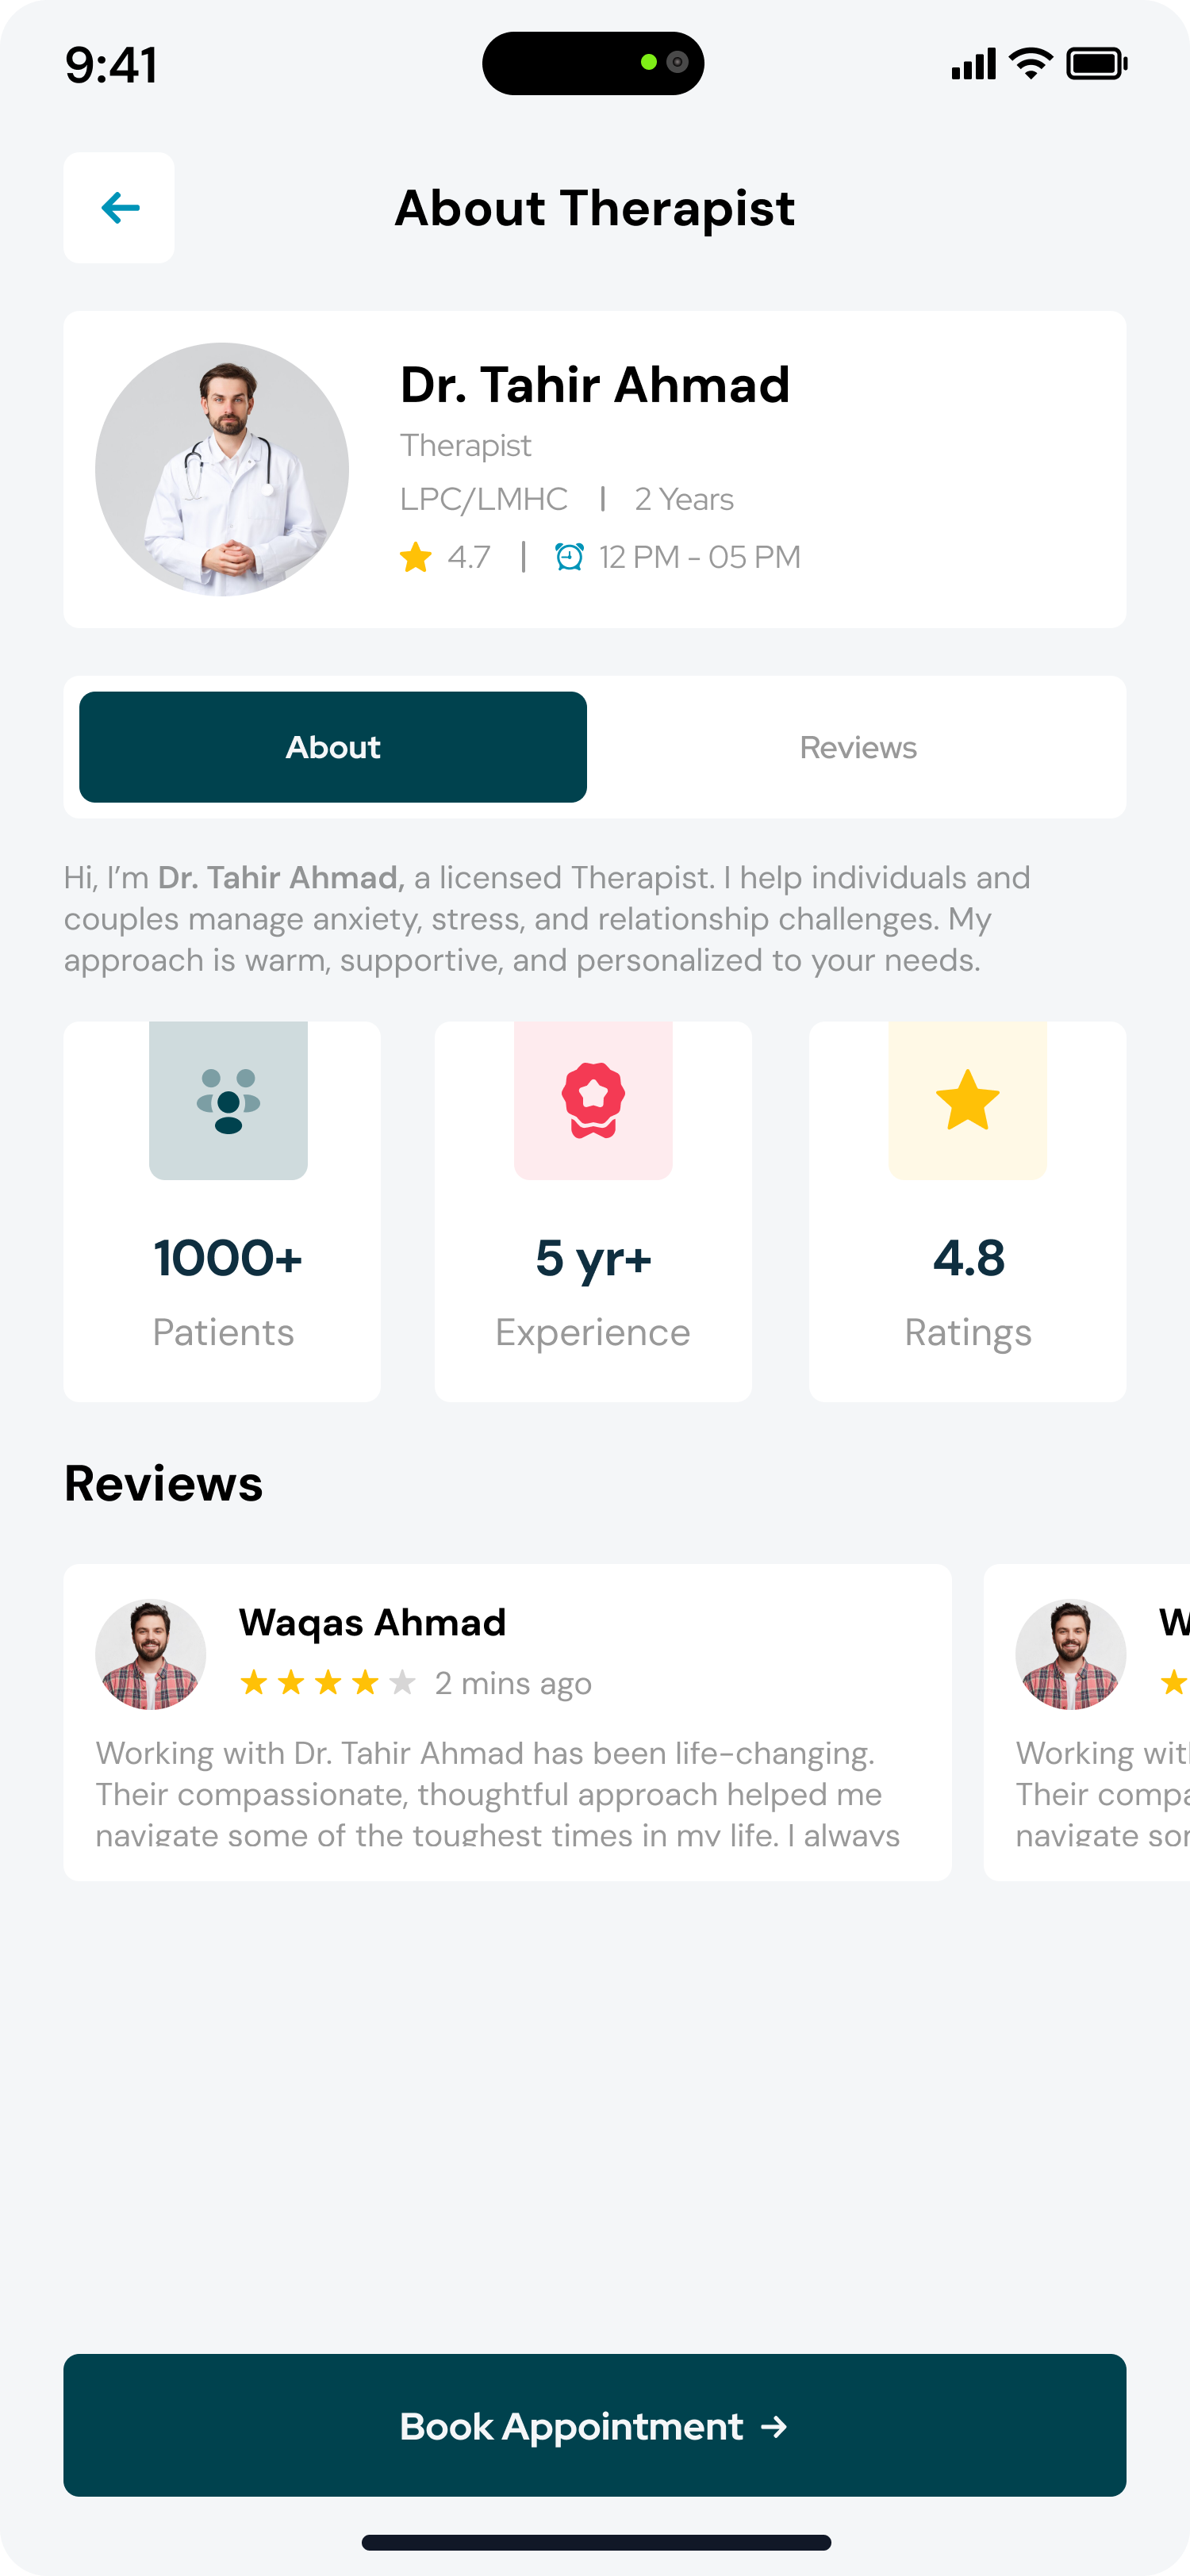 9:41
About Therapist
Dr. Tahir Ahmad
Therapist
LPC/LMHC | 2 Years
4.7 | 12 PM - 05 PM
About
Reviews
Hi, I’m Dr. Tahir Ahmad, a licensed Therapist. I help individuals and
couples manage anxiety, stress, and relationship challenges. My
approach is warm, supportive, and personalized to your needs.
1000+
Patients
5 yr+
Experience
4.8
Ratings
Reviews
Waqas Ahmad
2 mins ago
Working with Dr. Tahir Ahmad has been life-changing.
Their compassionate, thoughtful approach helped me
navigate some of the toughest times in my life. I always
W
Working
Their
Book Appointment →